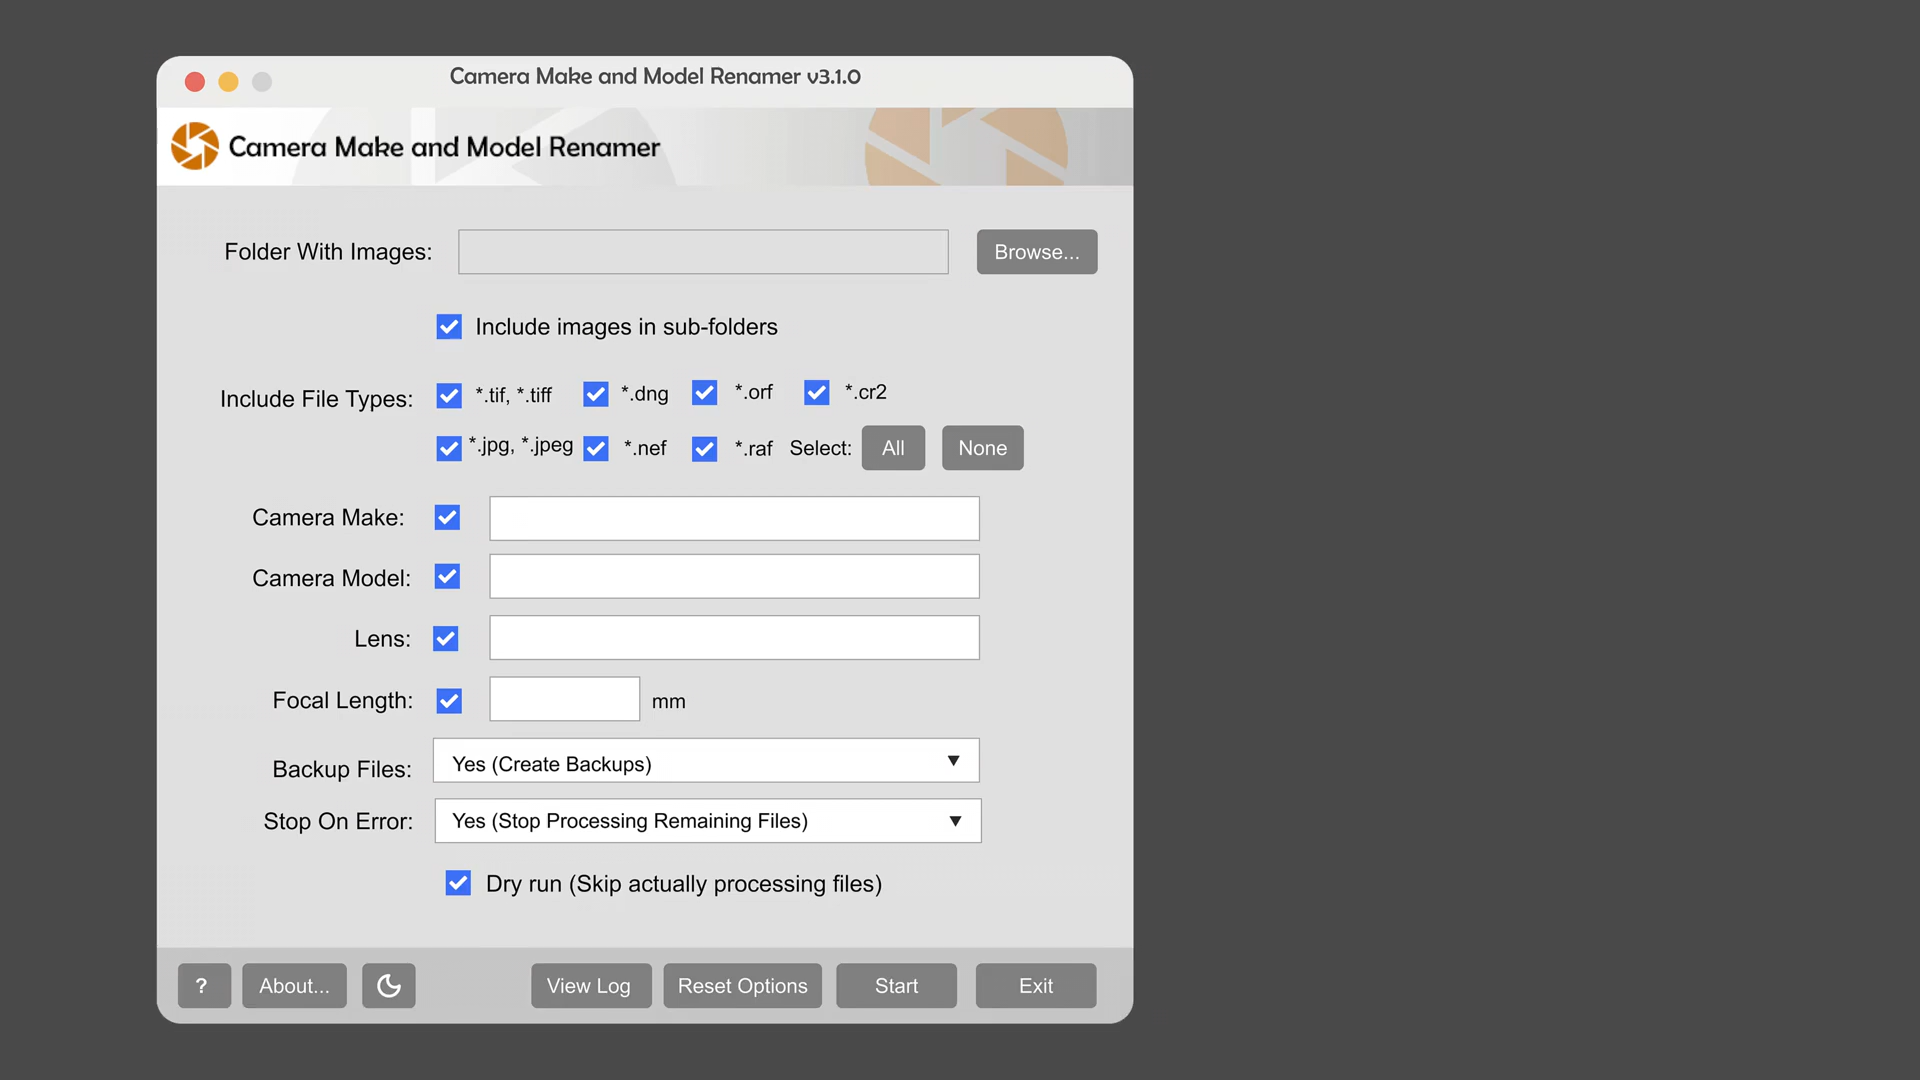 Camera Make and Model Renamer v3.1.0
Camera Make and Model Renamer
Folder With Images:
Browse...
Include images in sub-folders
Include File Types: *.tif, *.tiff *.dng *.orf *.cr2
*.jpg, *.jpeg *.nef *.raf Select: All None
Camera Make:
Camera Model:
Lens:
Focal Length: mm
Backup Files: Yes (Create Backups)
Stop On Error: Yes (Stop Processing Remaining Files)
Dry run (Skip actually processing files)
? About... View Log Reset Options Start Exit